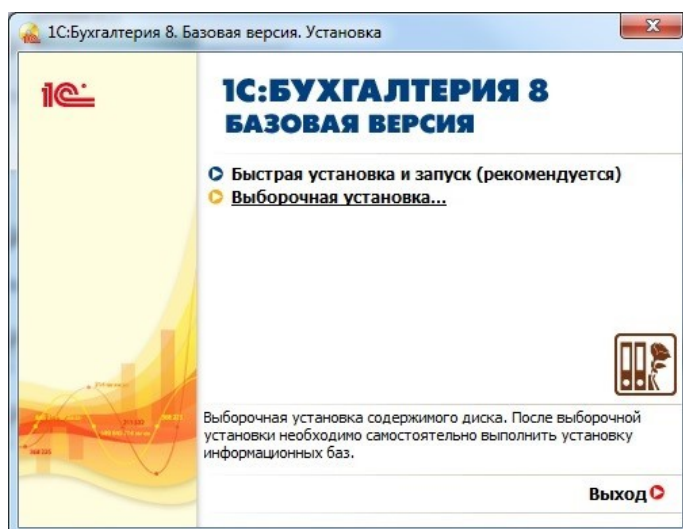 1С:Бухгалтерия 8. Базовая версия. Установка
1С:БУХГАЛТЕРИЯ 8
БАЗОВАЯ ВЕРСИЯ
Быстрая установка и запуск (рекомендуется)
Выборочная установка...
Выборочная установка содержимого диска. После выборочной
установки необходимо самостоятельно выполнить установку
информационных баз.
Выход